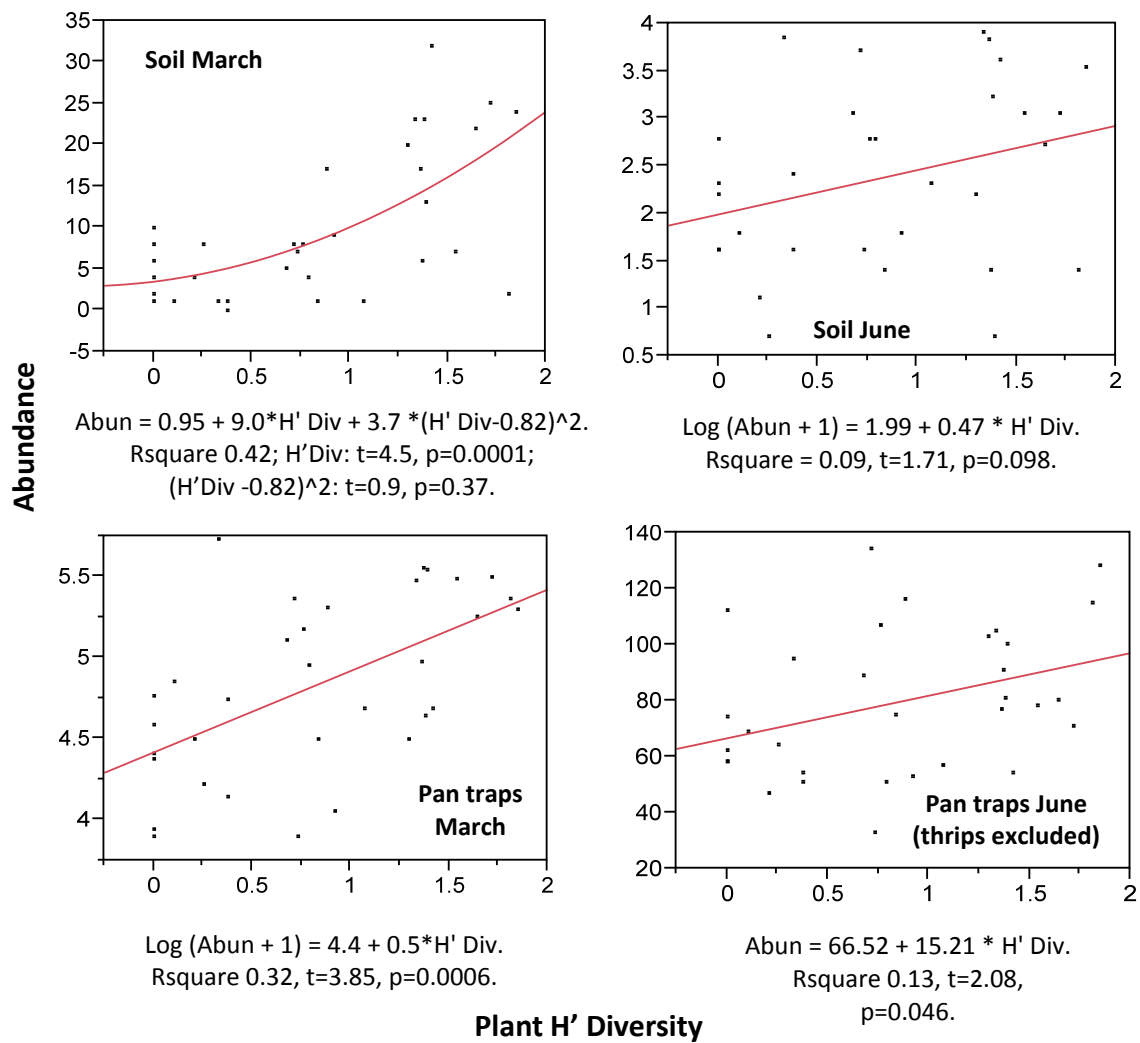 Abundance
35
30
25
20
15
10
5
0
-5
Soil March
0 0.5 1 1.5 2
Abun = 0.95 + 9.0*H' Div + 3.7 *(H' Div-0.82)^2.
Rsquare 0.42; H'Div: t=4.5, p=0.0001;
(H'Div -0.82)^2: t=0.9, p=0.37.
4
3.5
3
2.5
2
1.5
1
0.5
Soil June
0 0.5 1 1.5 2
Log (Abun + 1) = 1.99 + 0.47 * H' Div.
Rsquare = 0.09, t=1.71, p=0.098.
5.5
5
4.5
4
Pan traps
March
0 0.5 1 1.5 2
Log (Abun + 1) = 4.4 + 0.5*H' Div.
Rsquare 0.32, t=3.85, p=0.0006.
140
120
100
80
60
40
20
Pan traps June
(thrips excluded)
0 0.5 1 1.5 2
Abun = 66.52 + 15.21 * H' Div.
Rsquare 0.13, t=2.08,
p=0.046.
Plant H’ Diversity